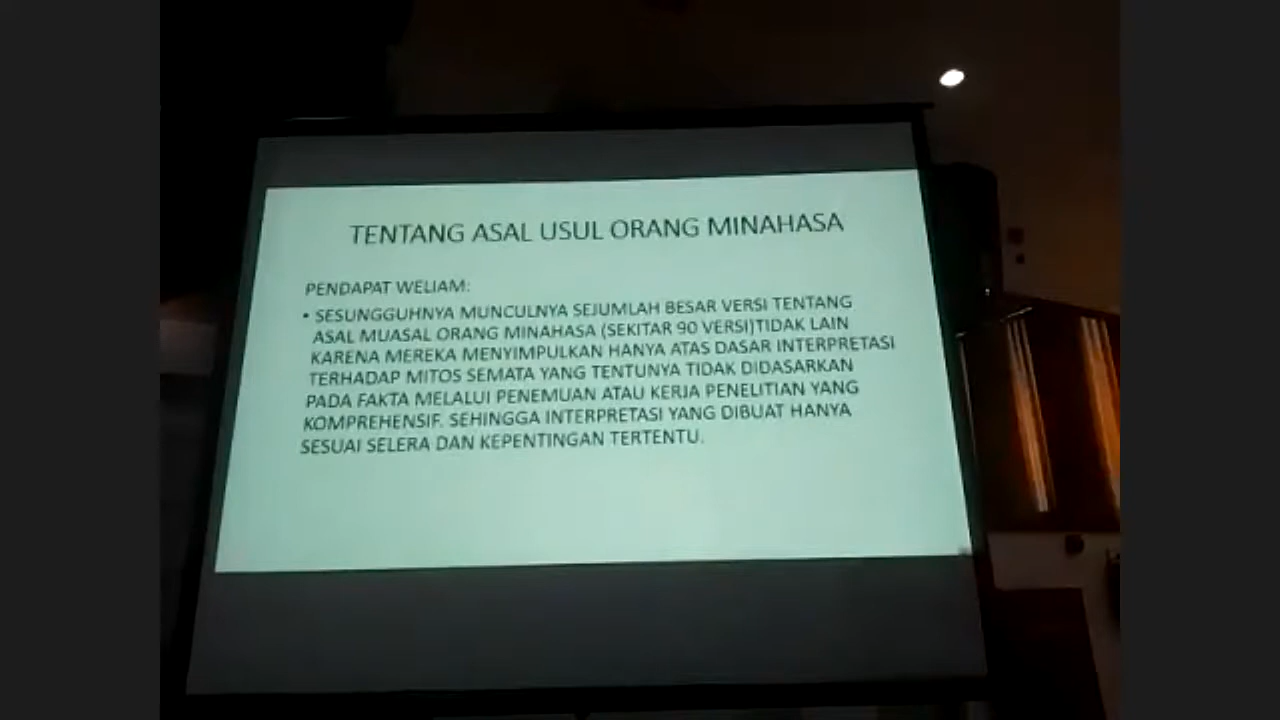 TENTANG ASAL USUL ORANG MINAHASA
PENDAPAT WELIAM:
• SESUNGGUHNYA MUNCULNYA SEJUMLAH BESAR VERSI TENTANG
ASAL MUASAL ORANG MINAHASA (SEKITAR 90 VERSI)TIDAK LAIN
KARENA MEREKA MENYIMPULKAN HANYA ATAS DASAR INTERPRETASI
TERHADAP MITOS SEMATA YANG TENTUNYA TIDAK DIDASARKAN
PADA FAKTA MELALUI PENEMUAN ATAU KERJA PENELITIAN YANG
KOMPREHENSIF. SEHINGGA INTERPRETASI YANG DIBUAT HANYA
SESUAI SELERA DAN KEPENTINGAN TERTENTU.